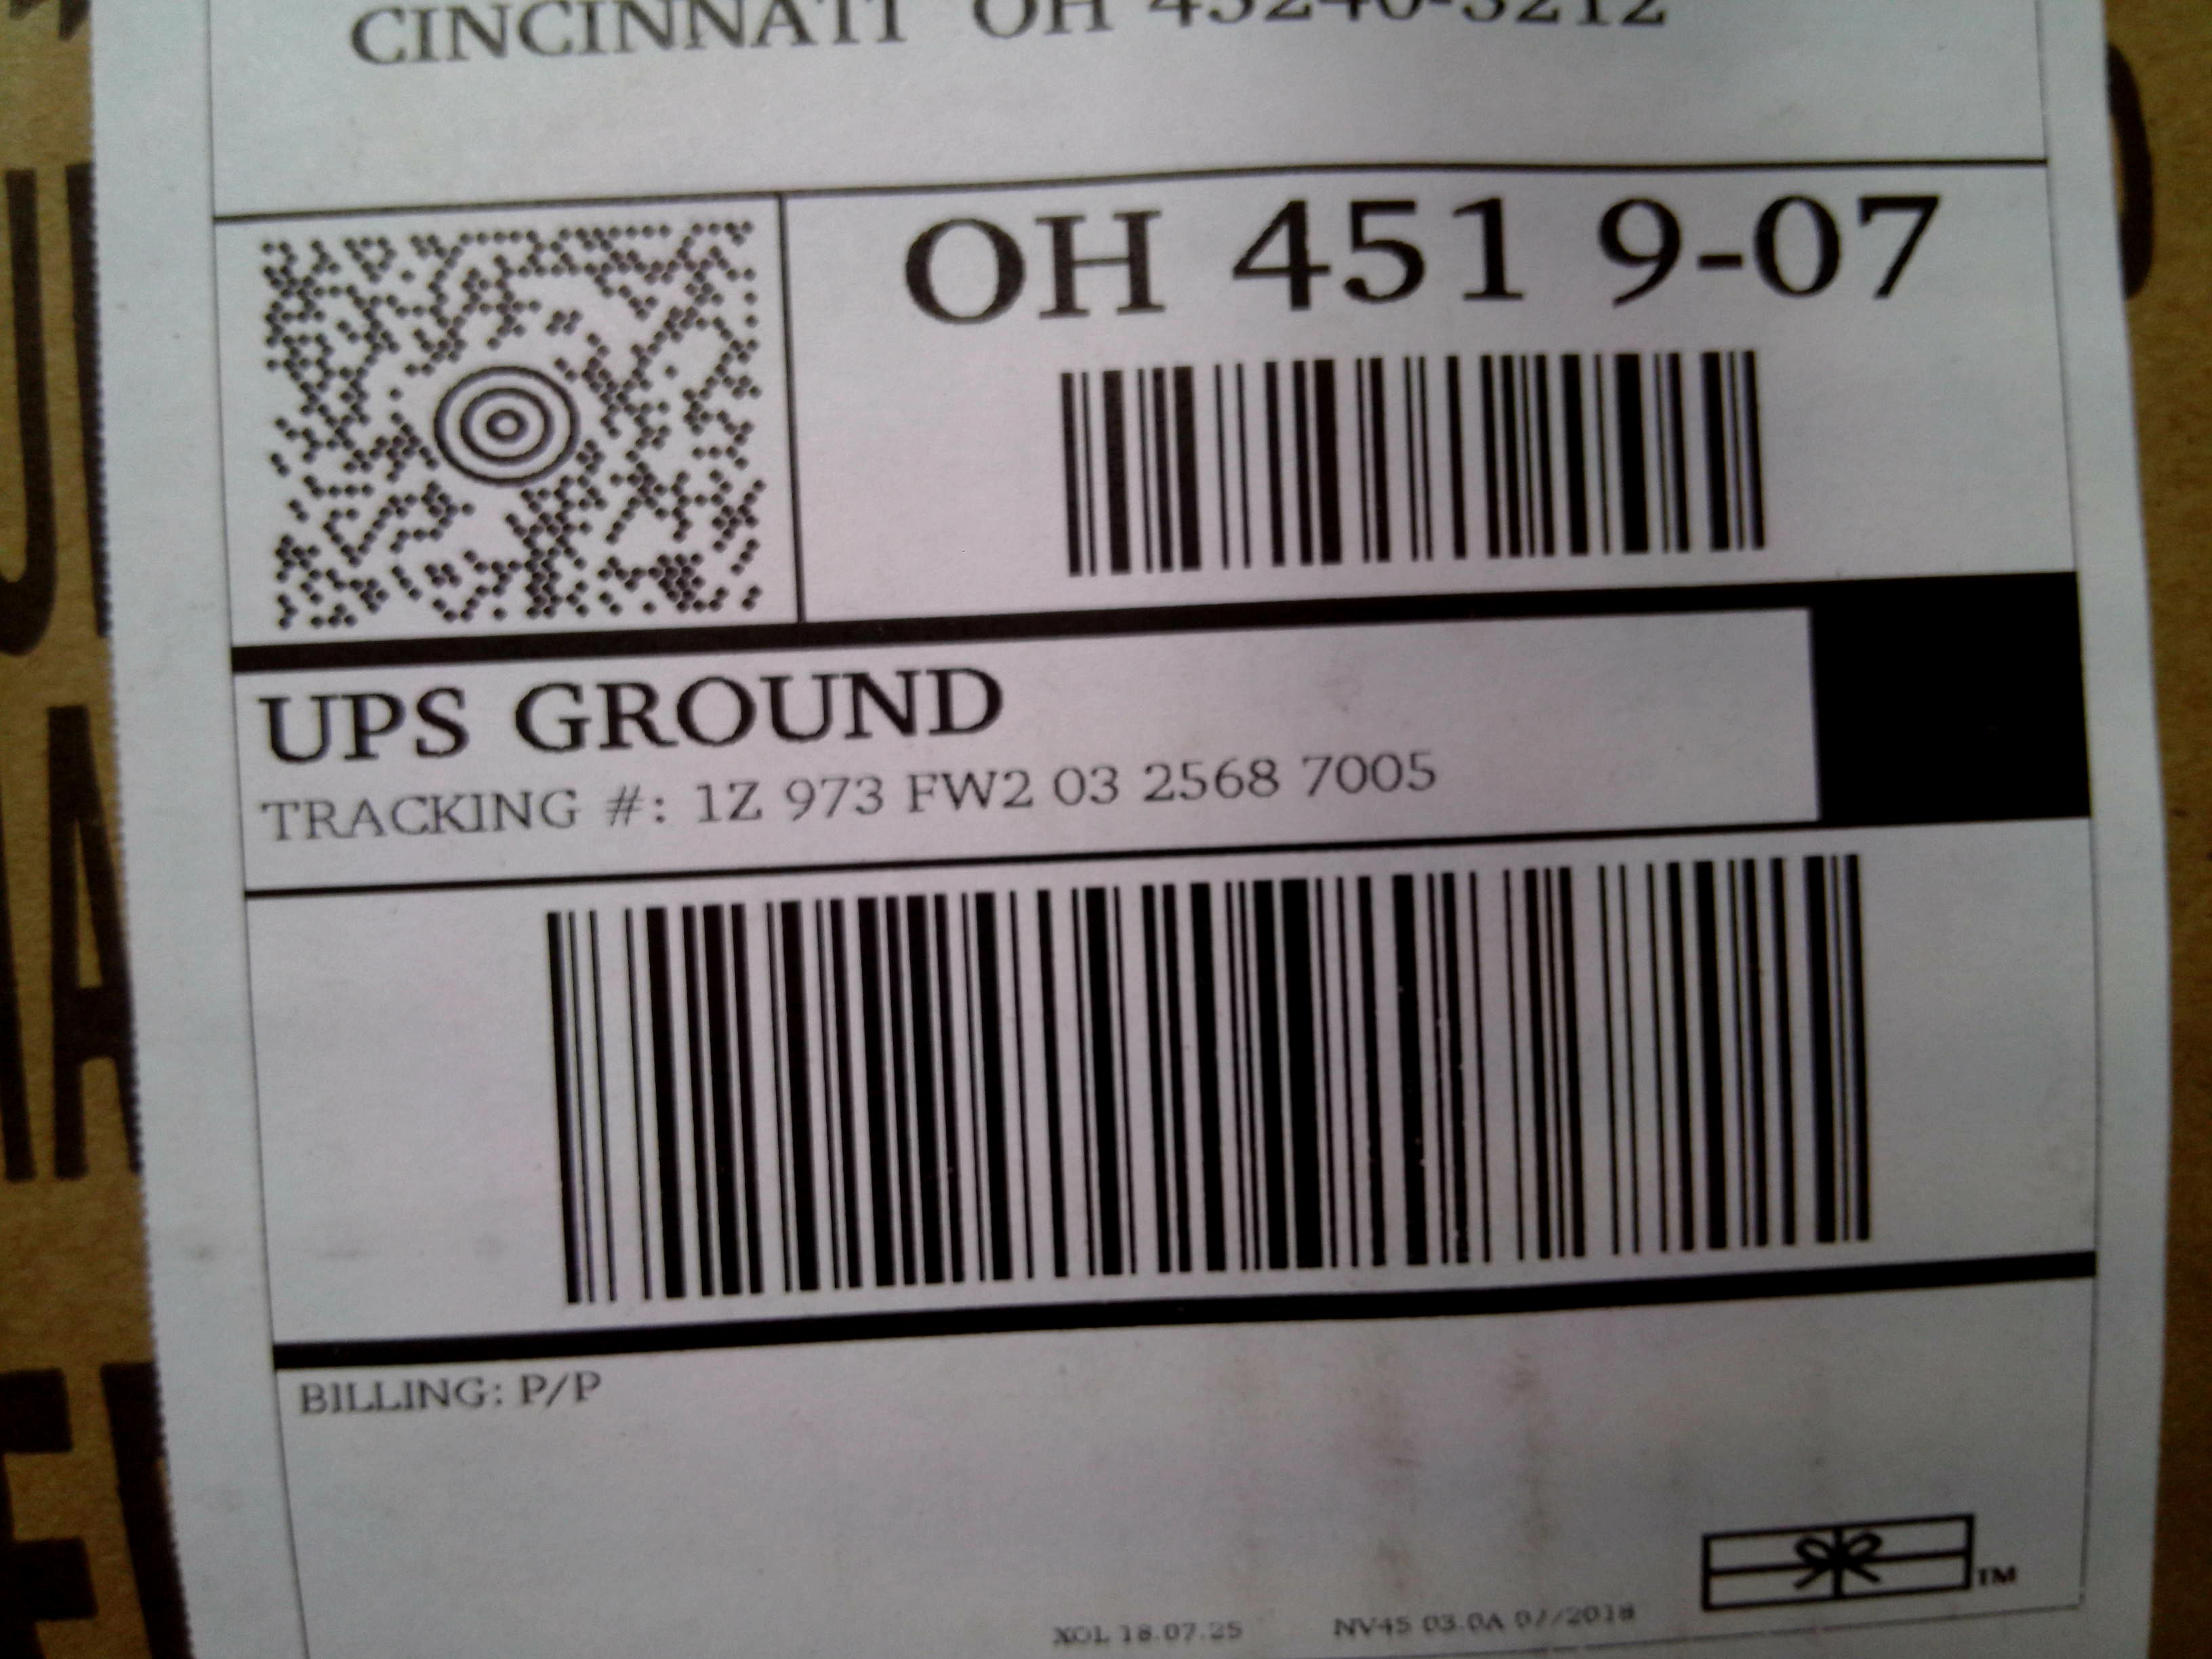 CINCINNATI OH 45240-3212
OH 451 9-07
UPS GROUND
TRACKING #: 1Z 973 FW2 03 2568 7005
BILLING: P/P
TM
XOL 18.07.25 NV45 03.0A 07/2018